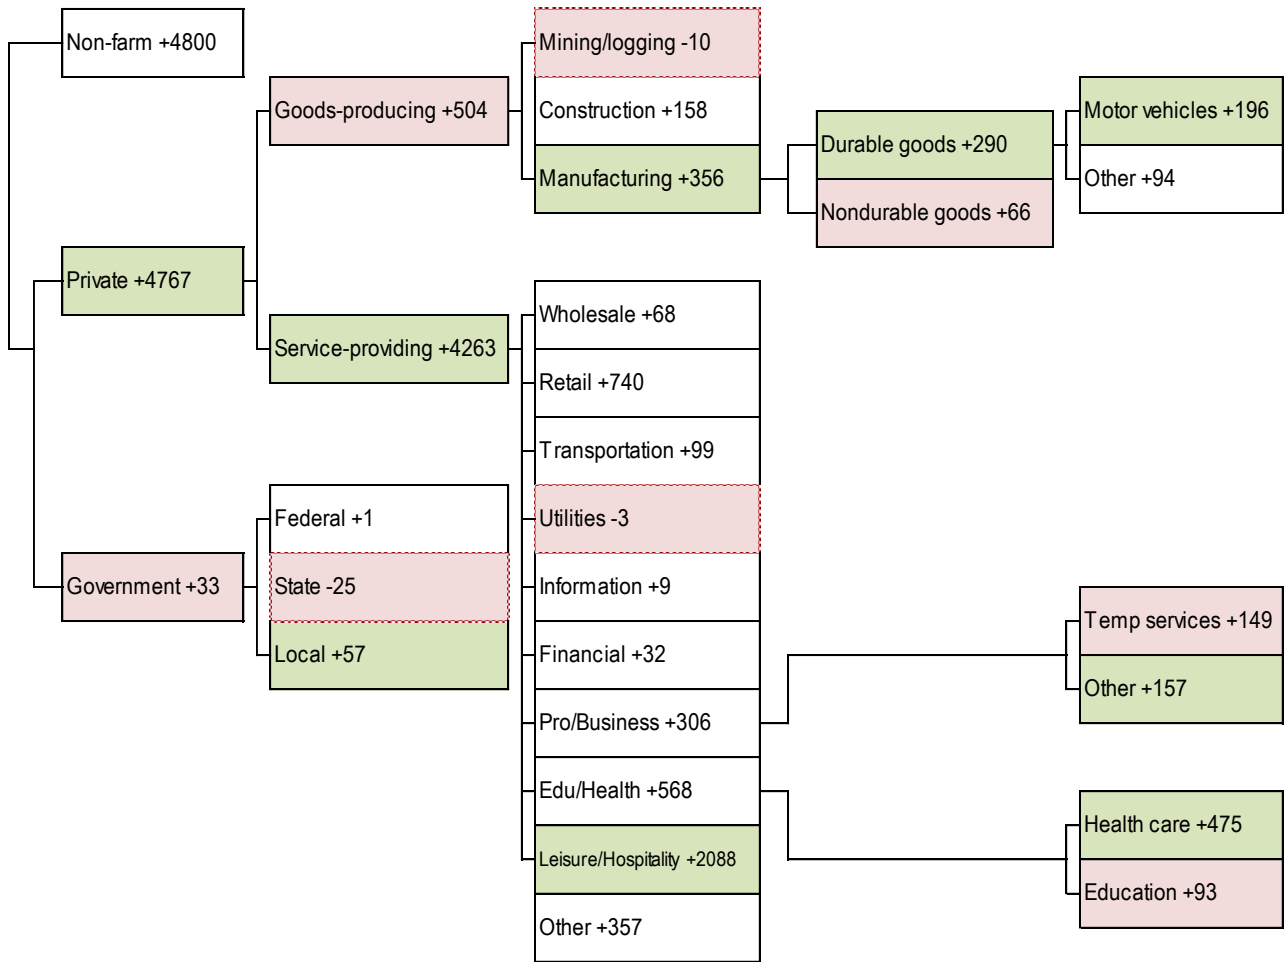 Non-farm +4800
Private +4767
Government +33
Goods-producing +504
Service-providing +4263
Federal +1
State -25
Local +57
Mining/logging -10
Construction +158
Manufacturing +356
Wholesale +68
Retail +740
Transportation +99
Utilities -3
Information +9
Financial +32
Pro/Business +306
Edu/Health +568
Leisure/Hospitality +2088
Other +357
Durable goods +290
Nondurable goods +66
Motor vehicles +196
Other +94
Temp services +149
Other +157
Health care +475
Education +93